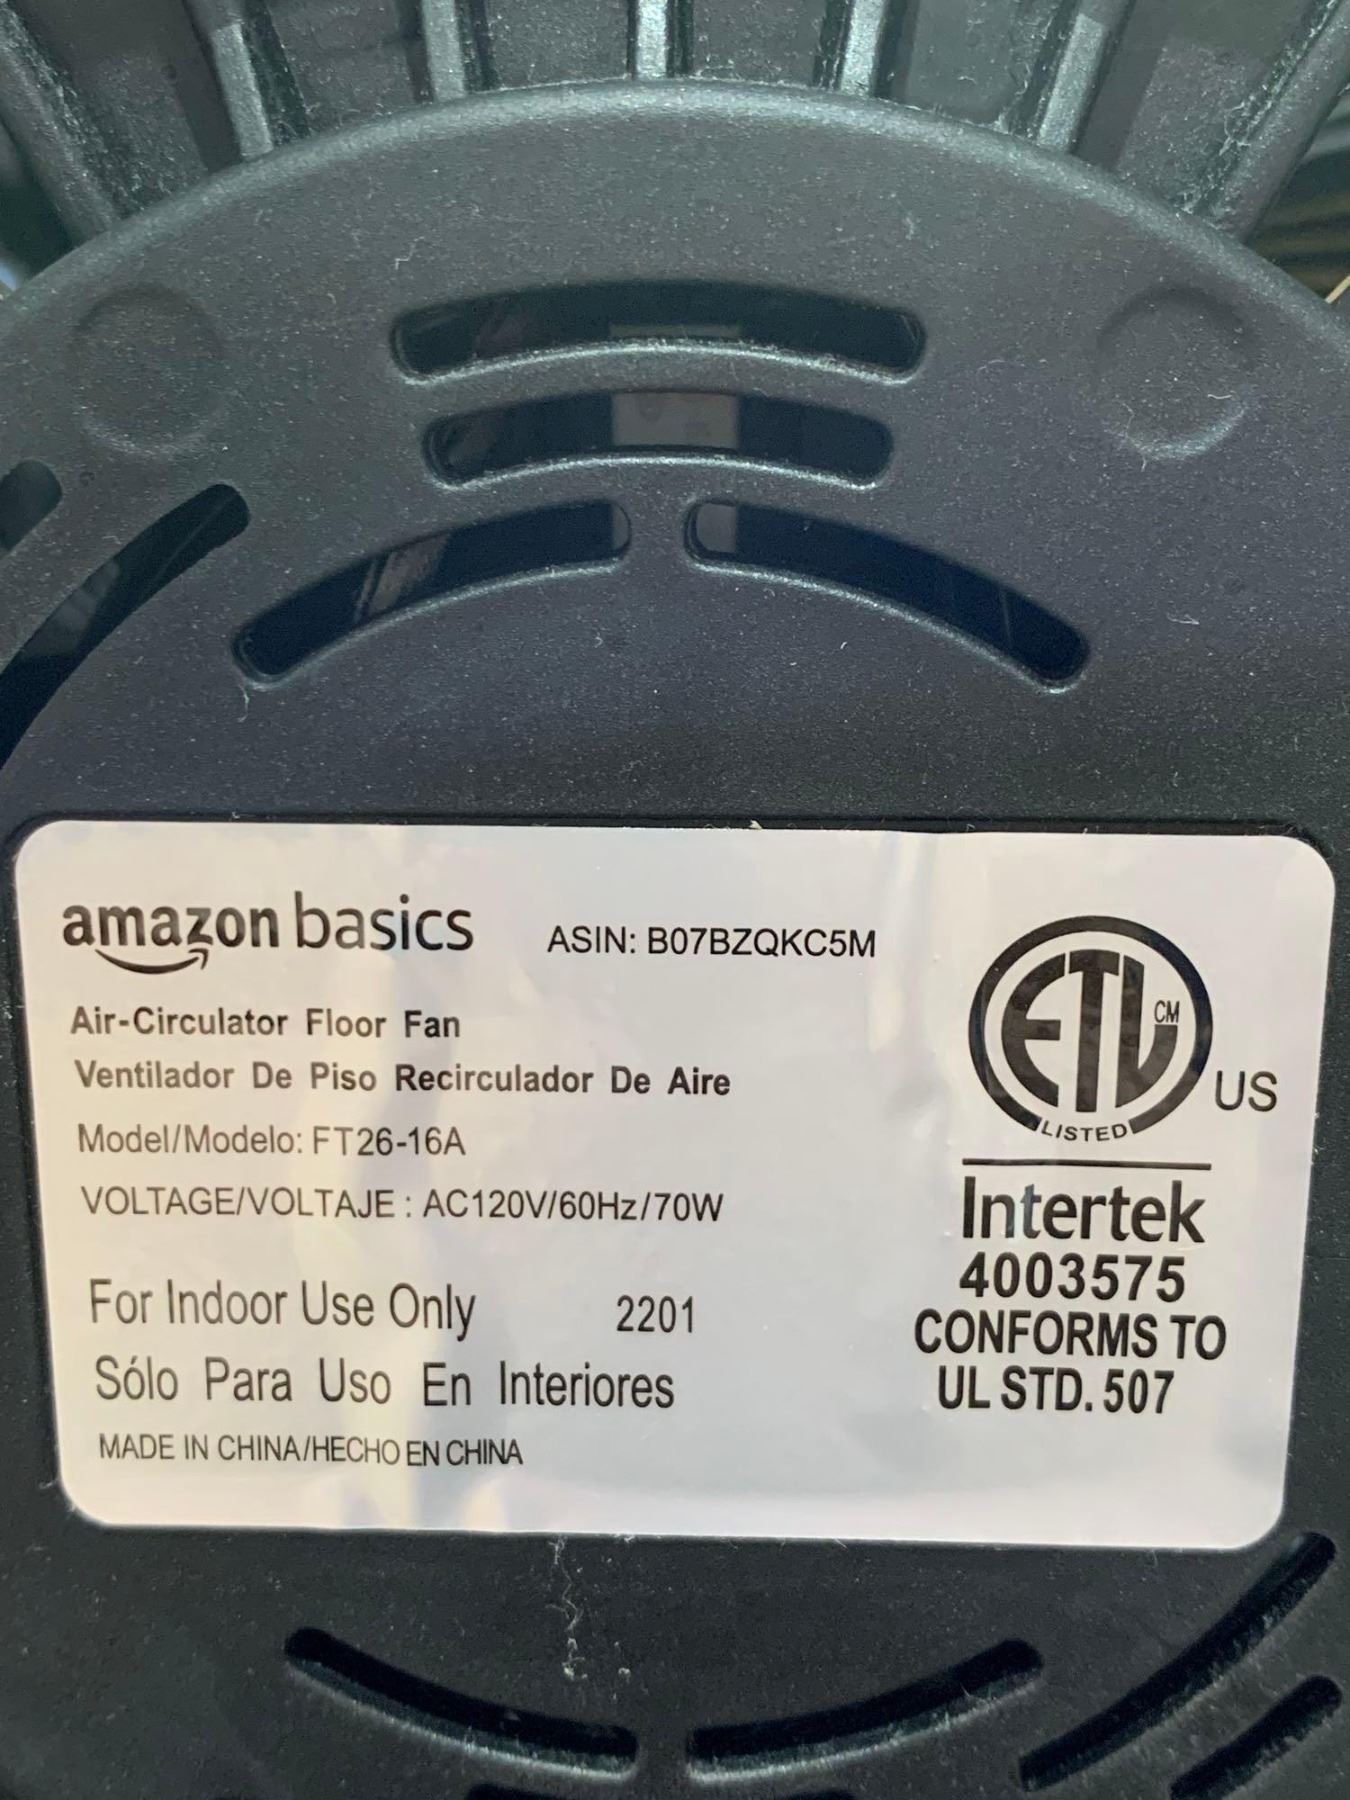 amazon basics ASIN: B07BZQKC5M
Air-Circulator Floor Fan
Ventilador De Piso Recirculador De Aire
Model/Modelo: FT26-16A
VOLTAGE/VOLTAJE : AC120V/60Hz/70W
For Indoor Use Only 2201
Sólo Para Uso En Interiores
MADE IN CHINA/HECHO EN CHINA
ETL CM
LISTED
US
Intertek
4003575
CONFORMS TO
UL STD. 507